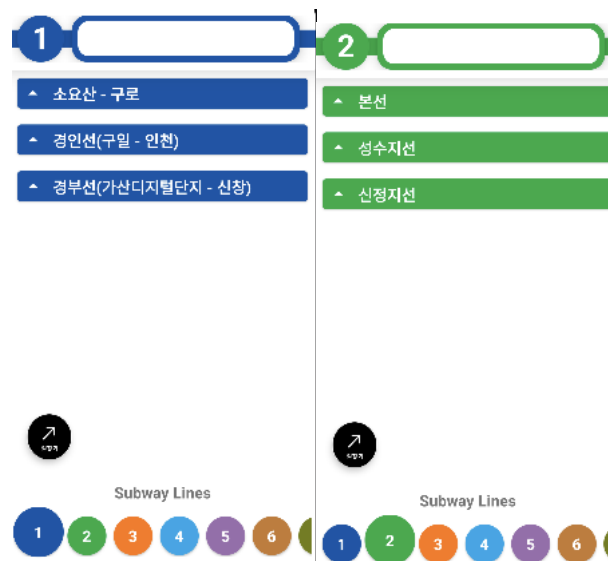 1
소요산 - 구로
경인선(구일 - 인천)
경부선(가산디지털단지 - 신창)
Subway Lines
1 2 3 4 5 6
2
본선
성수지선
신정지선
Subway Lines
1 2 3 4 5 6